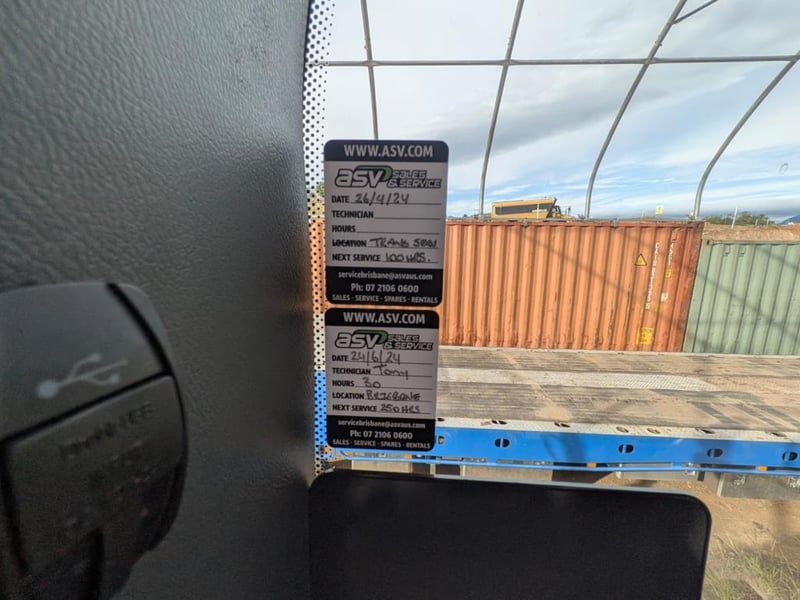 WWW.ASV.COM
asv SALES & SERVICE
DATE 26/4/24
TECHNICIAN
HOURS
LOCATION TRANS SERV
NEXT SERVICE 100 HRS.
servicebrisbane@asvaus.com
Ph: 07 2106 0600
SALES - SERVICE - SPARES - RENTALS
WWW.ASV.COM
asv SALES & SERVICE
DATE 24/6/24
TECHNICIAN Tony
HOURS 30
LOCATION BRISBANE
NEXT SERVICE 250 HRS
servicebrisbane@asvaus.com
Ph: 07 2106 0600
SALES - SERVICE - SPARES - RENTALS